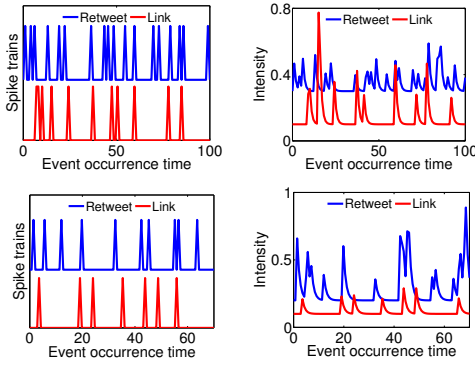 Retweet Link
Spike trains
0 50 100
Event occurrence time
Retweet Link
Intensity
0.8
0.4
0
0 50 100
Event occurrence time
Retweet Link
Spike trains
0 20 40 60
Event occurrence time
Retweet Link
Intensity
1
0.5
0
0 20 40 60
Event occurrence time